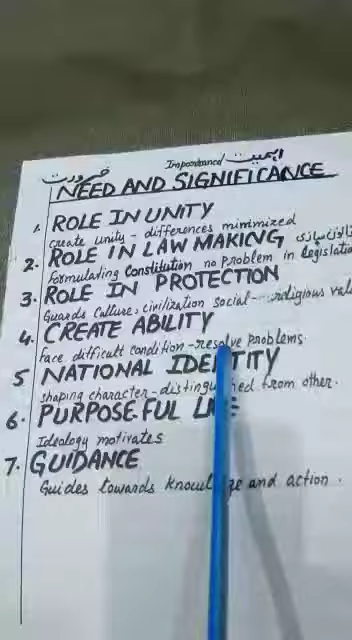 Importance اہمیت
ضرورت
NEED AND SIGNIFICANCE
1. ROLE IN UNITY
create unity - differences minimized
2. ROLE IN LAW MAKING
formulating constitution no problem in legislatio
3. ROLE IN PROTECTION
Guards culture, civilization social - religious val
4. CREATE ABILITY
face difficult condition - resolve problems.
5 NATIONAL IDENTITY
shaping character - distinguished from other.
6. PURPOSE FUL
Ideology motivates
7. GUIDANCE
Guides towards and action.